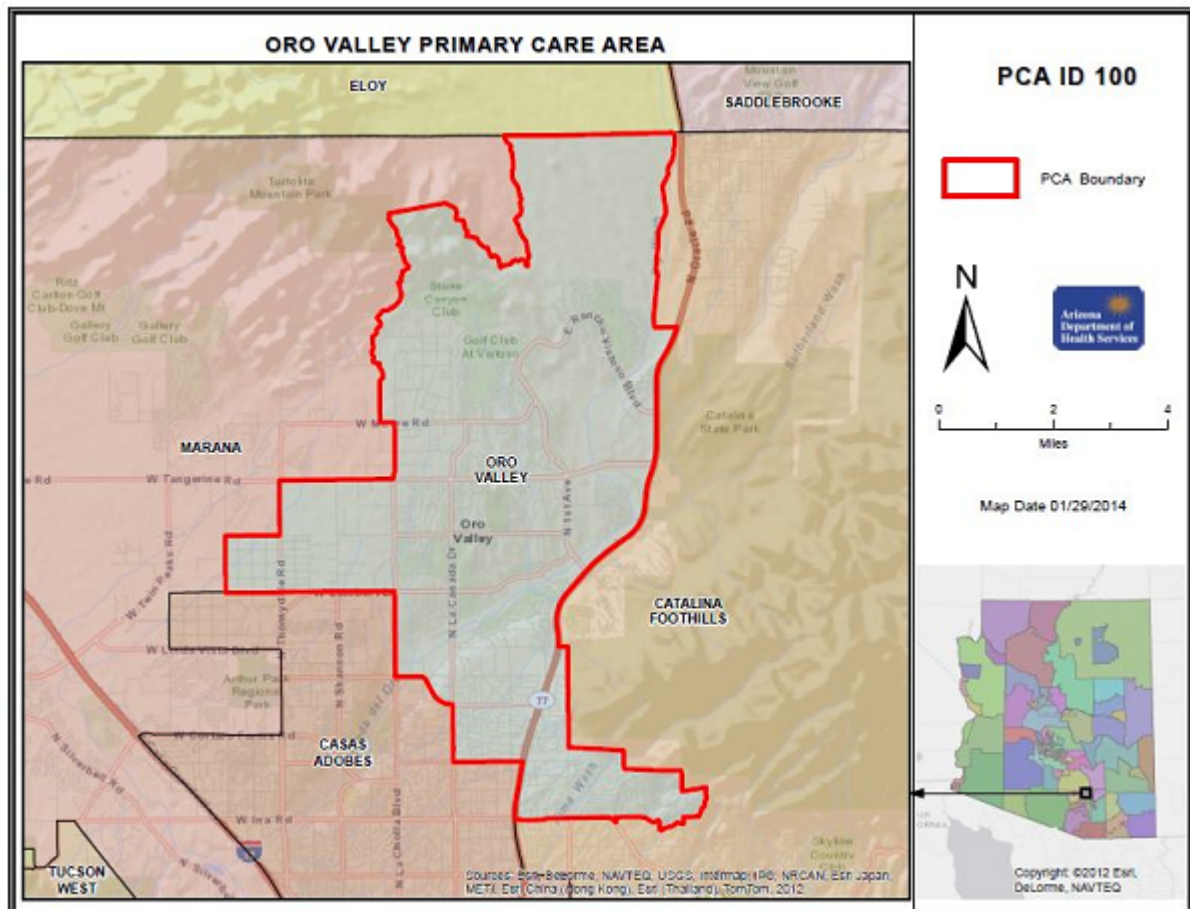 ORO VALLEY PRIMARY CARE AREA
PCA ID 100
PCA Boundary
N
Arizona
Department of
Health Services
0 2 4
Miles
Map Date 01/29/2014
Copyright: ©2012 Esri,
DeLorme, NAVTEQ
ELOY
Mountain
View Golf
SADDLEBROOKE
Tortolita
Mountain Park
N Oracle Rd
Ritz
Carlton Golf
Club-Dove Mt
Gallery
Golf Club
Gallery
Golf Club
Stone
Canyon
Club
Golf Club
At Vistoso
E Rancho Vistoso Blvd
Sutherland Wash
Catalina
State Park
W Moore Rd
MARANA
ORO
VALLEY
W Tangerine Rd
N 1st Ave
Oro
Valley
W Twin Peaks Rd
N Thornydale Rd
N La Canada Dr
CATALINA
FOOTHILLS
W Linda Vista Blvd
N Shannon Rd
Arthur Pack
Regional
Park
77
W Cortaro Farms Rd
CASAS
ADOBES
N Silverbell Rd
W Ina Rd
N La Cholla Blvd
N Silverbell
TUCSON
WEST
Skyline
Country
Club
Sources: Esri, DeLorme, NAVTEQ, USGS, Intermap, iPC, NRCAN, Esri Japan,
METI, Esri China (Hong Kong), Esri (Thailand), TomTom, 2012